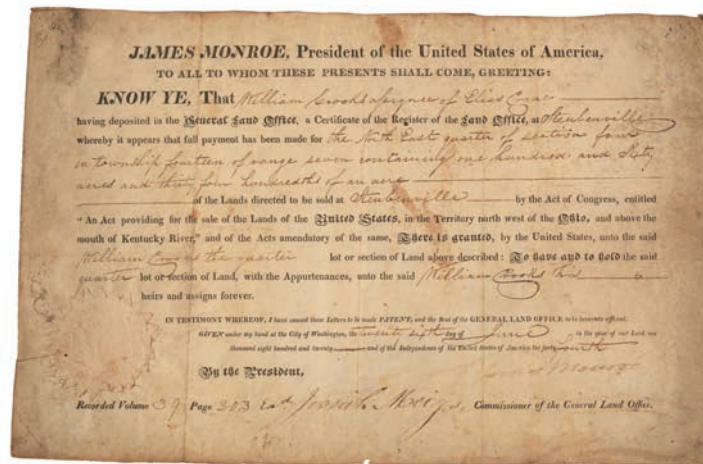 JAMES MONROE, President of the United States of America,
TO ALL TO WHOM THESE PRESENTS SHALL COME, GREETING:
KNOW YE, That William Crooks assignee of Elias
having deposited in the General Land Office, a Certificate of the Register of the Land Office, at Steubenville
whereby it appears that full payment has been made for the North East quarter of section four
in township fourteen of range seven containing one hundred and sixty
acres and thirty four hundredths of an acre
of the Lands directed to be sold at Steubenville by the Act of Congress, entitled
"An Act providing for the sale of the Lands of the United States, in the Territory north west of the Ohio, and above the
mouth of Kentucky River," and of the Acts amendatory of the same, There is granted, by the United States, unto the said
William Crooks the quarter lot or section of Land above described: To have and to hold the said
quarter lot or section of Land, with the Appurtenances, unto the said William Crooks his
heirs and assigns forever.
IN TESTIMONY WHEREOF, I have caused these Letters to be made PATENT, and the Seal of the GENERAL LAND OFFICE to be hereunto affixed.
GIVEN under my hand at the City of Washington, the twenty sixth day of June in the year of our Lord one
thousand eight hundred and twenty and of the Independence of the United States of America the forty fourth
By the President, James Monroe
Recorded Volume 39 Page 303 Josiah Meigs, Commissioner of the General Land Office.